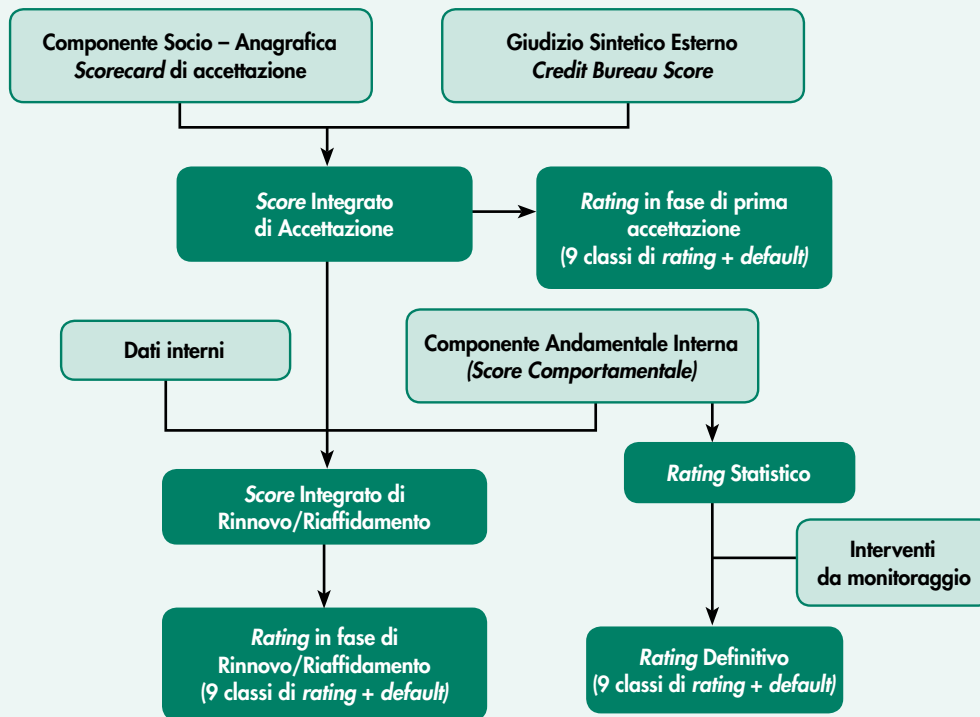 Componente Socio – Anagrafica
Scorecard di accettazione
Giudizio Sintetico Esterno
Credit Bureau Score
Score Integrato
di Accettazione
Rating in fase di prima
accettazione
(9 classi di rating + default)
Dati interni
Componente Andamentale Interna
(Score Comportamentale)
Score Integrato di
Rinnovo/Riaffidamento
Rating Statistico
Interventi
da monitoraggio
Rating in fase di
Rinnovo/Riaffidamento
(9 classi di rating + default)
Rating Definitivo
(9 classi di rating + default)